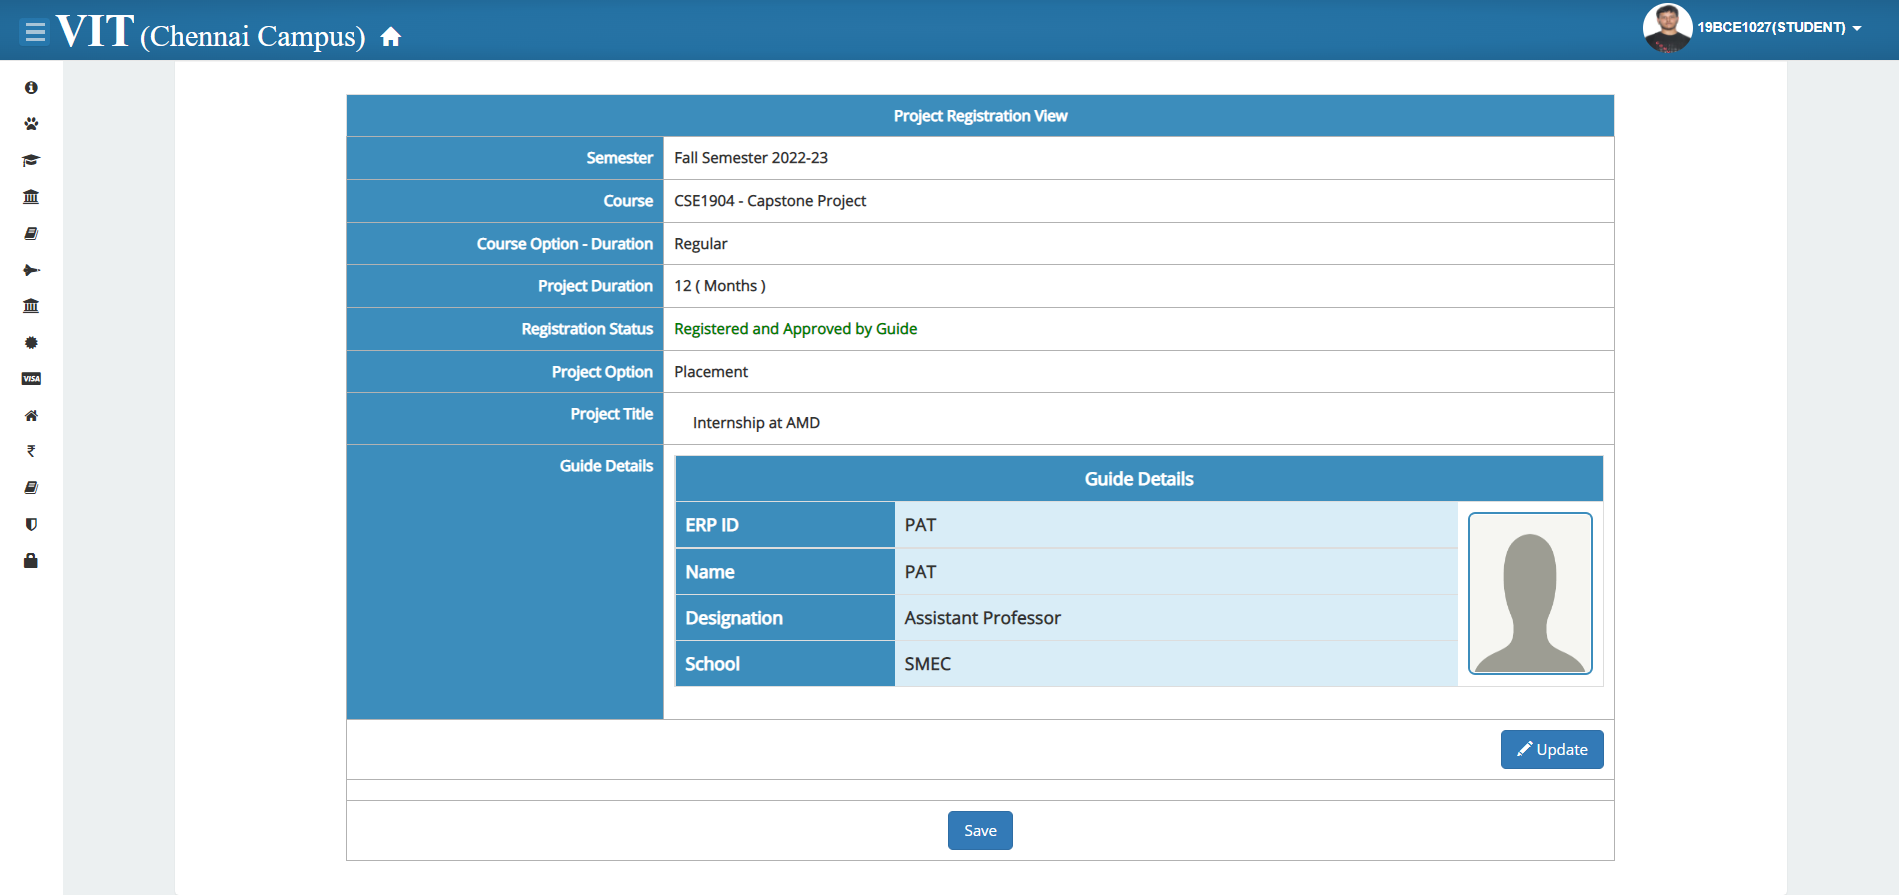 VIT (Chennai Campus)
19BCE1027(STUDENT)
Project Registration View
Semester Fall Semester 2022-23
Course CSE1904 - Capstone Project
Course Option - Duration Regular
Project Duration 12 ( Months )
Registration Status Registered and Approved by Guide
Project Option Placement
Project Title Internship at AMD
Guide Details
Guide Details
ERP ID PAT
Name PAT
Designation Assistant Professor
School SMEC
Update
Save
VISA